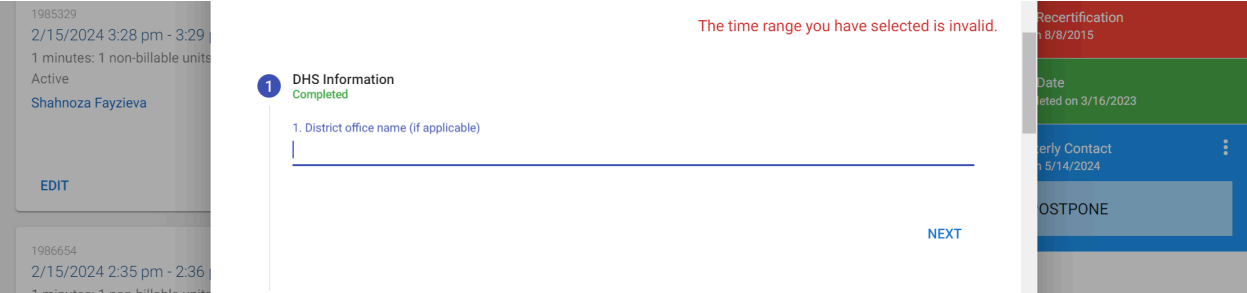 1985329
2/15/2024 3:28 pm - 3:29
1 minutes: 1 non-billable units
Active
Shahnoza Fayzieva
EDIT
1986654
2/15/2024 2:35 pm - 2:36
The time range you have selected is invalid.
1
DHS Information
Completed
1. District office name (if applicable)
NEXT
Recertification
8/8/2015
Date
on 3/16/2023
Contact
5/14/2024